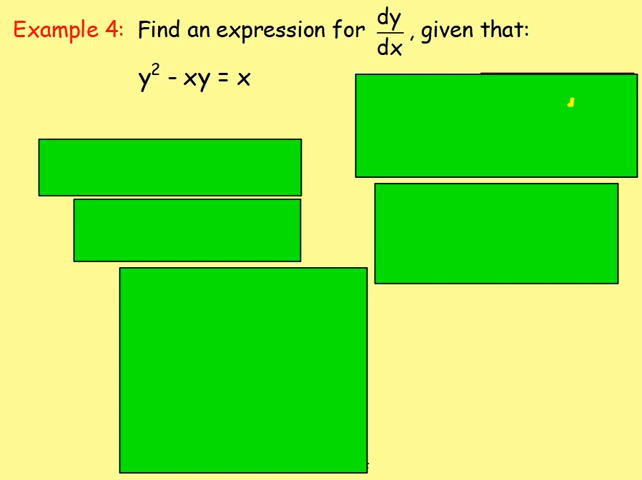 Example 4: Find an expression for dy/dx, given that:
y² - xy = x